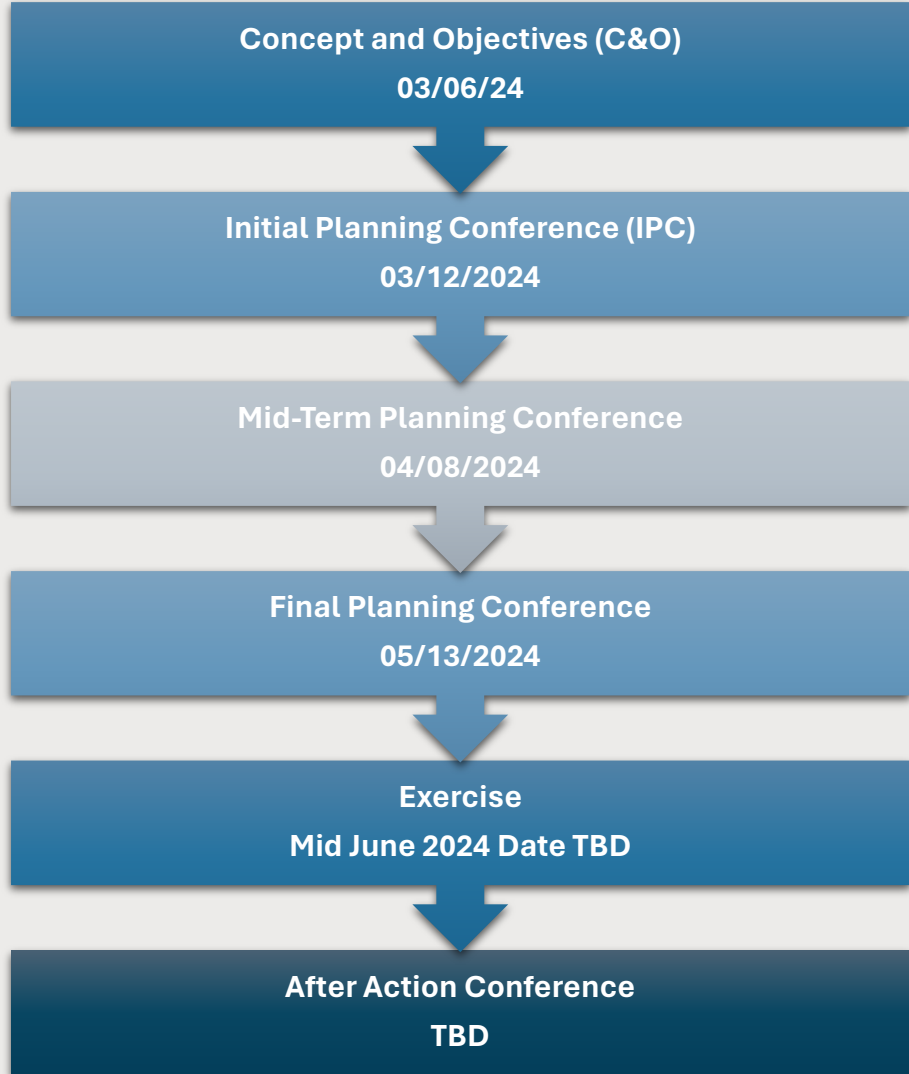 Concept and Objectives (C&O)
03/06/24
Initial Planning Conference (IPC)
03/12/2024
Mid-Term Planning Conference
04/08/2024
Final Planning Conference
05/13/2024
Exercise
Mid June 2024 Date TBD
After Action Conference
TBD